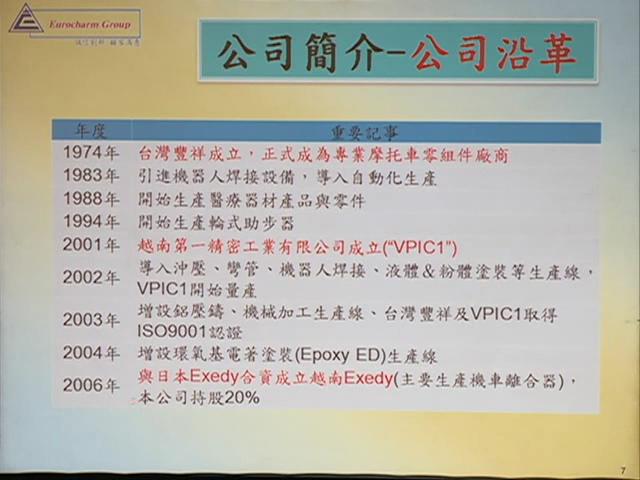 Eurocharm Group
誠信創新‧顧客滿意
公司簡介-公司沿革
年度 重要記事
1974年 台灣豐祥成立，正式成為專業摩托車零組件廠商
1983年 引進機器人焊接設備，導入自動化生產
1988年 開始生產醫療器材產品與零件
1994年 開始生產輪式助步器
2001年 越南第一精密工業有限公司成立(“VPIC1”)
2002年 導入沖壓、彎管、機器人焊接、液體＆粉體塗裝等生產線，
VPIC1開始量產
2003年 增設鋁壓鑄、機械加工生產線、台灣豐祥及VPIC1取得
ISO9001認證
2004年 增設環氧基電著塗裝(Epoxy ED)生產線
2006年 與日本Exedy合資成立越南Exedy(主要生產機車離合器)，
本公司持股20%
7